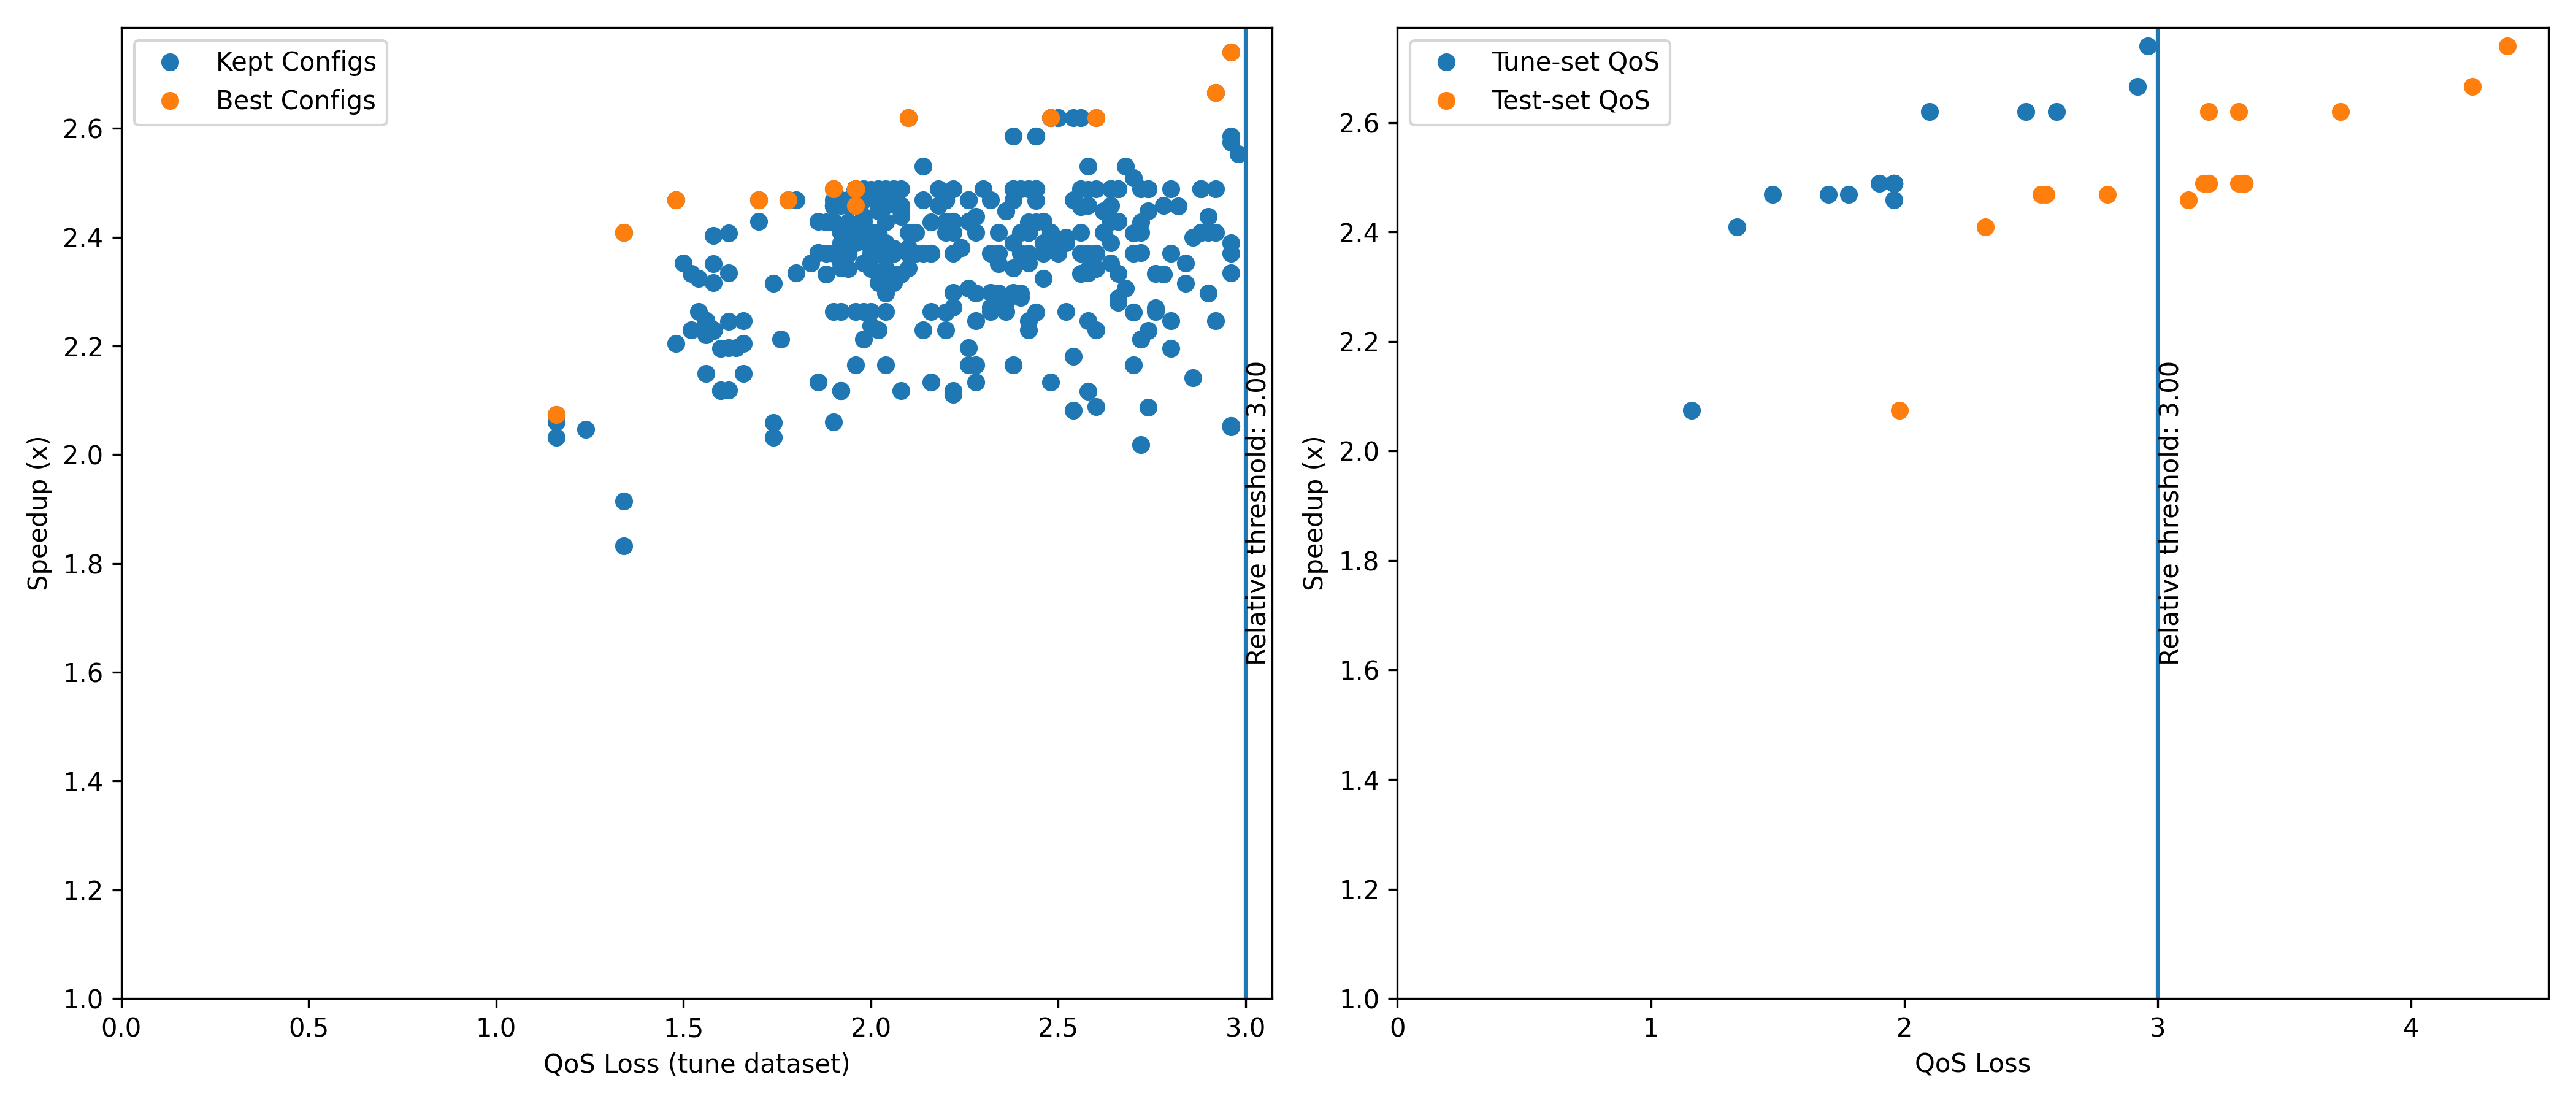 Kept Configs
Best Configs
Speedup (x)
2.6
2.4
2.2
2.0
1.8
1.6
1.4
1.2
1.0
0.0 0.5 1.0 1.5 2.0 2.5 3.0
QoS Loss (tune dataset)
Relative threshold: 3.00
Tune-set QoS
Test-set QoS
Speedup (x)
2.6
2.4
2.2
2.0
1.8
1.6
1.4
1.2
1.0
0 1 2 3 4
QoS Loss
Relative threshold: 3.00